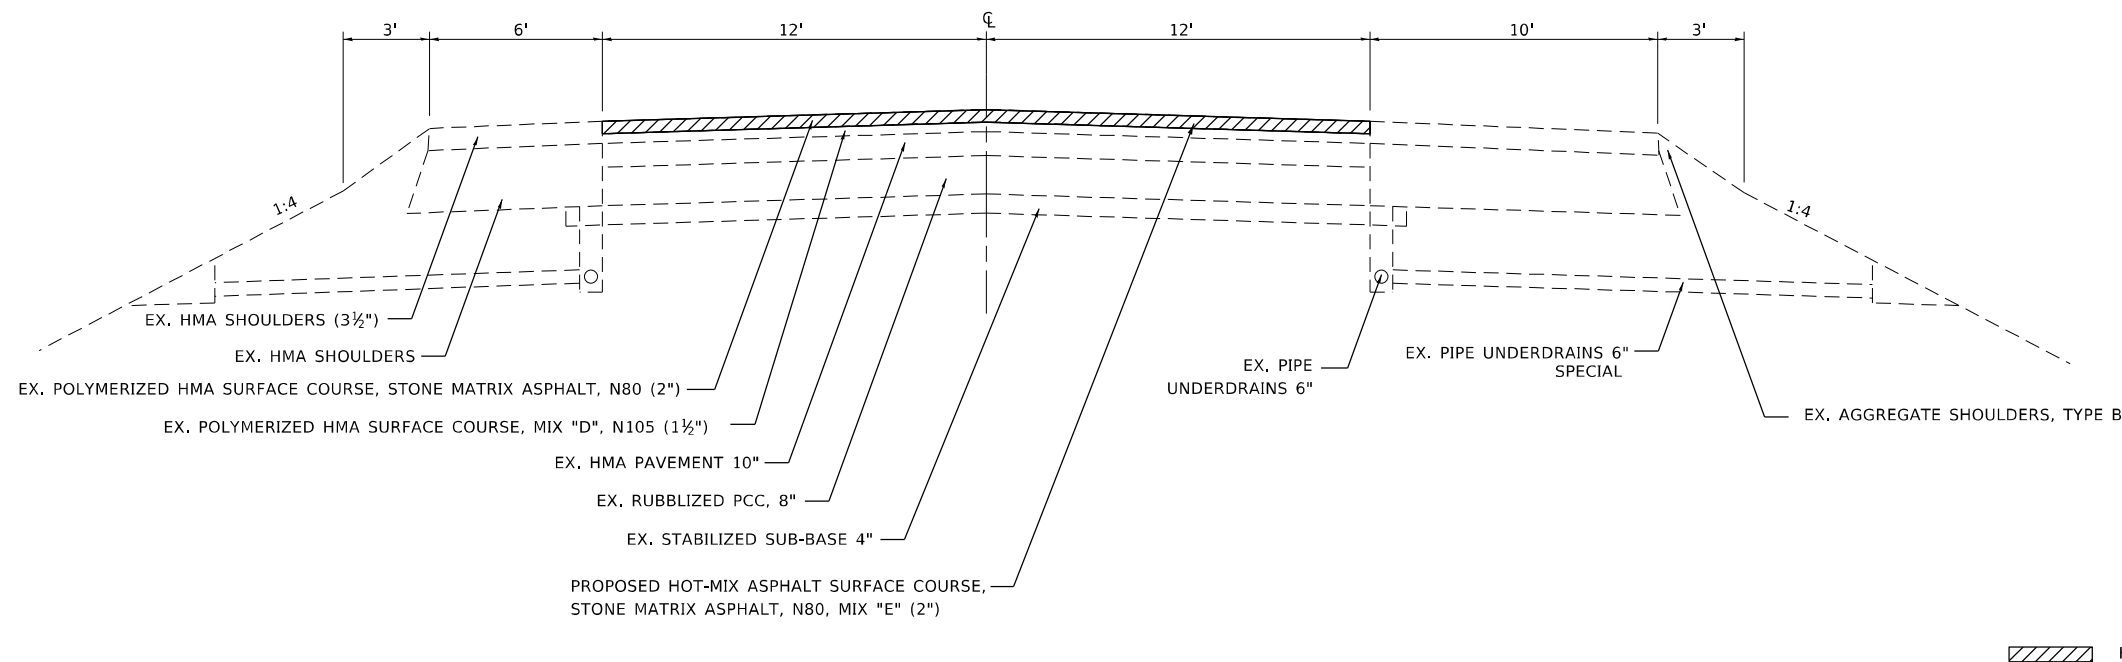 ℄
3' 6' 12' 12' 10' 3'
1:4
1:4
EX. HMA SHOULDERS (3½")
EX. HMA SHOULDERS
EX. POLYMERIZED HMA SURFACE COURSE, STONE MATRIX ASPHALT, N80 (2")
EX. POLYMERIZED HMA SURFACE COURSE, MIX "D", N105 (1½")
EX. HMA PAVEMENT 10"
EX. RUBBLIZED PCC, 8"
EX. STABILIZED SUB-BASE 4"
PROPOSED HOT-MIX ASPHALT SURFACE COURSE,
STONE MATRIX ASPHALT, N80, MIX "E" (2")
EX. PIPE
UNDERDRAINS 6"
EX. PIPE UNDERDRAINS 6"
SPECIAL
EX. AGGREGATE SHOULDERS, TYPE B